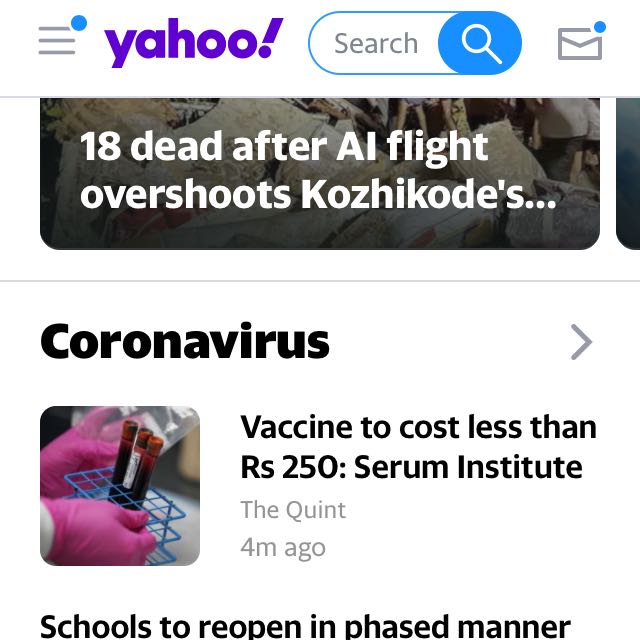 yahoo!
Search
18 dead after AI flight
overshoots Kozhikode's...
Coronavirus
Vaccine to cost less than
Rs 250: Serum Institute
The Quint
4m ago
Schools to reopen in phased manner